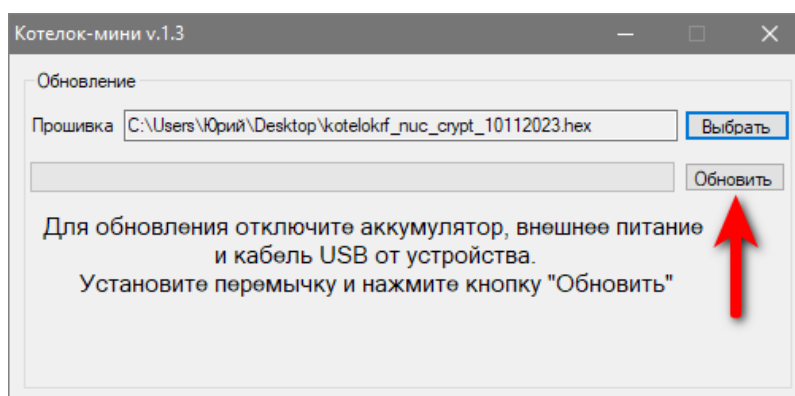 Котелок-мини v.1.3
Обновление
Прошивка C:\Users\Юрий\Desktop\kotelokrf_nuc_crypt_10112023.hex Выбрать
Обновить
Для обновления отключите аккумулятор, внешнее питание
и кабель USB от устройства.
Установите перемычку и нажмите кнопку "Обновить"